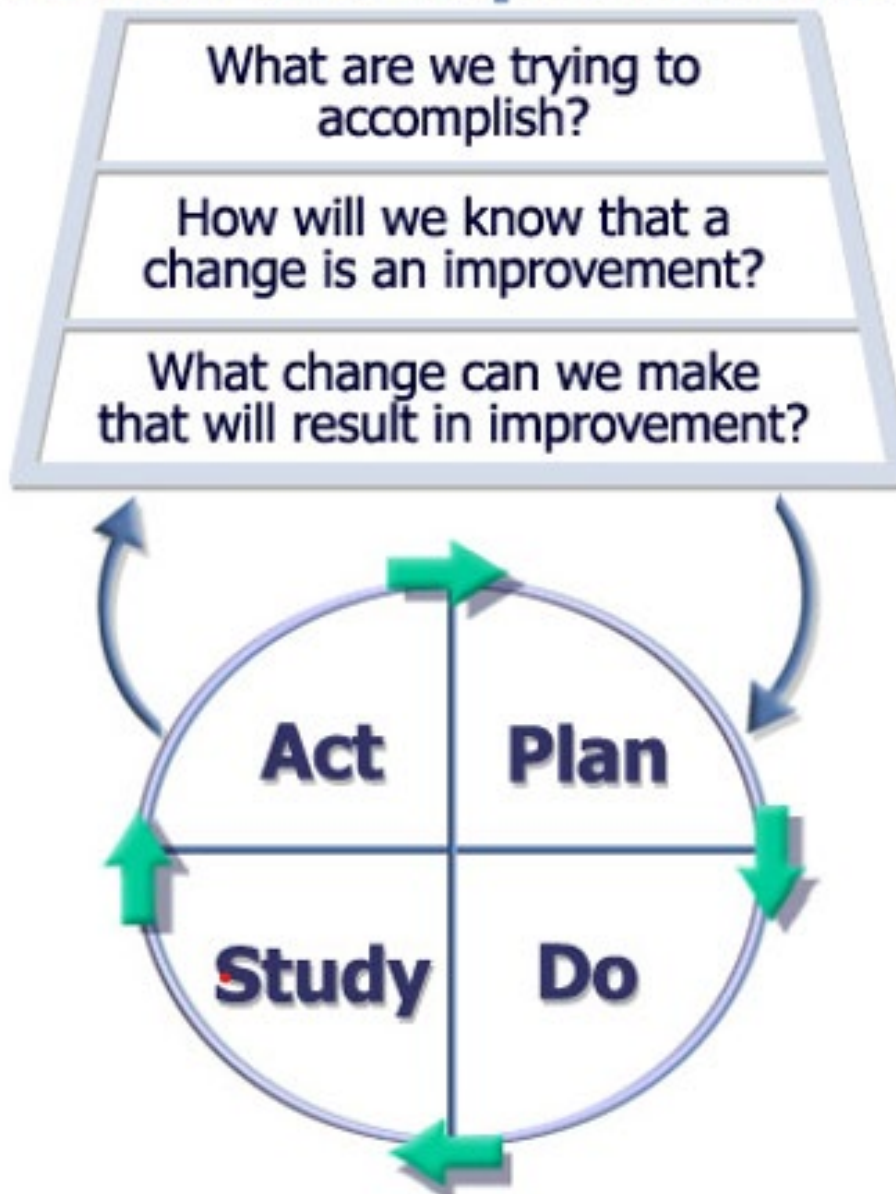 What are we trying to
accomplish?
How will we know that a
change is an improvement?
What change can we make
that will result in improvement?
Act
Plan
Study
Do